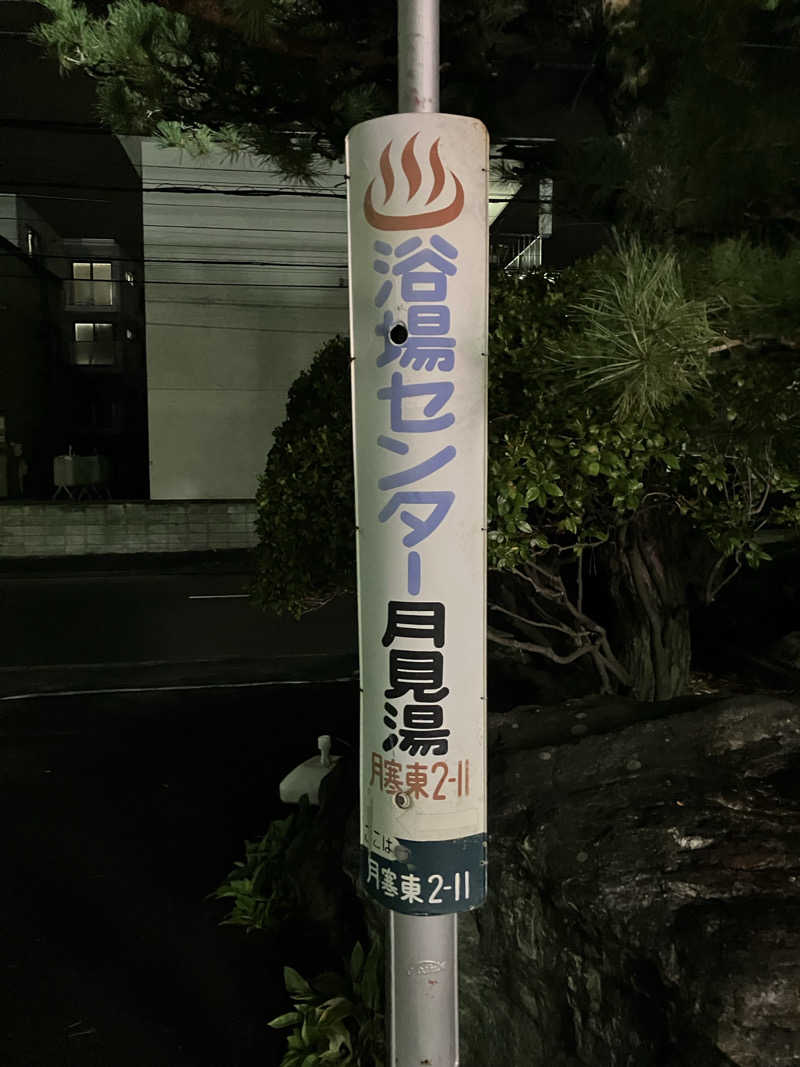 浴場センター
月見湯
月寒東2-11
ここは
月寒東2-11